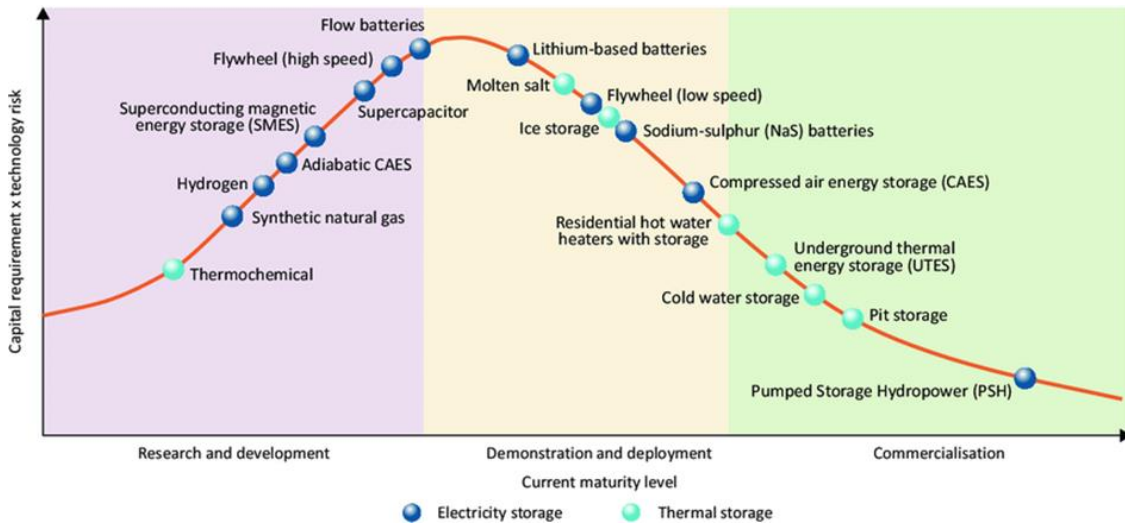 Capital requirement x technology risk
Flow batteries
Flywheel (high speed)
Supercapacitor
Superconducting magnetic
energy storage (SMES)
Adiabatic CAES
Hydrogen
Synthetic natural gas
Thermochemical
Lithium-based batteries
Molten salt
Flywheel (low speed)
Ice storage
Sodium-sulphur (NaS) batteries
Compressed air energy storage (CAES)
Residential hot water
heaters with storage
Underground thermal
energy storage (UTES)
Cold water storage
Pit storage
Pumped Storage Hydropower (PSH)
Research and development
Demonstration and deployment
Commercialisation
Current maturity level
Electricity storage
Thermal storage